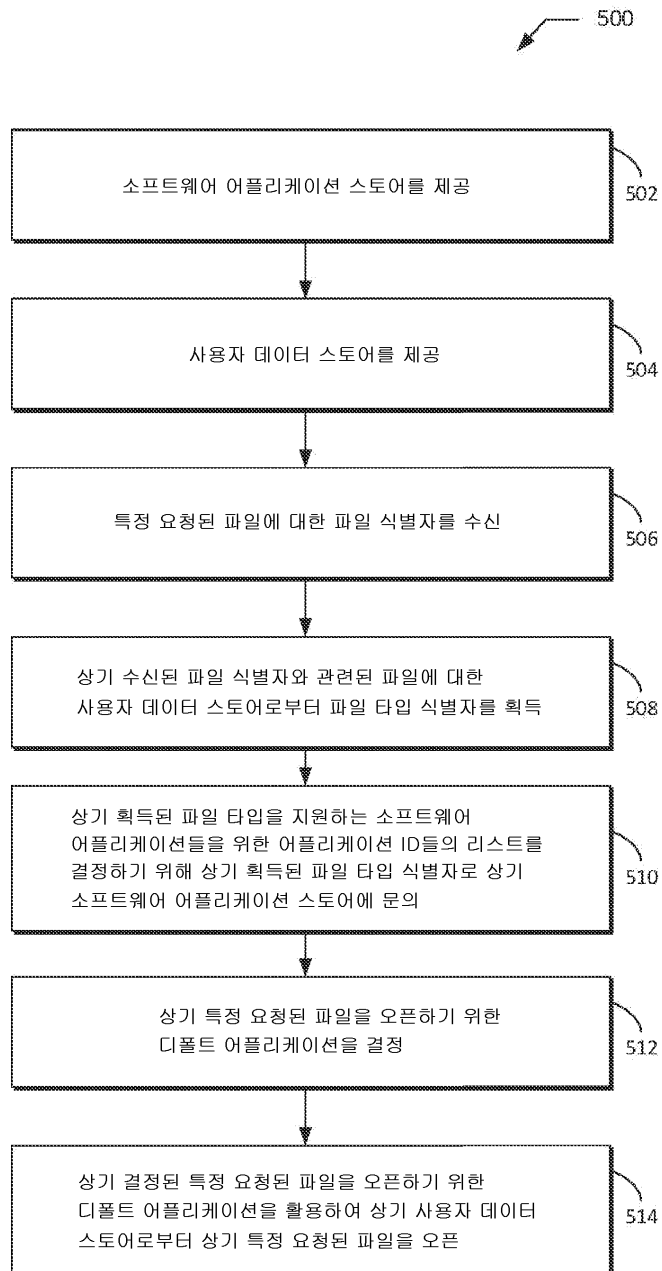 500
소프트웨어 어플리케이션 스토어를 제공
502
사용자 데이터 스토어를 제공
504
특정 요청된 파일에 대한 파일 식별자를 수신
506
상기 수신된 파일 식별자와 관련된 파일에 대한
사용자 데이터 스토어로부터 파일 타입 식별자를 획득
508
상기 획득된 파일 타입을 지원하는 소프트웨어
어플리케이션들을 위한 어플리케이션 ID들의 리스트를
결정하기 위해 상기 획득된 파일 타입 식별자로 상기
소프트웨어 어플리케이션 스토어에 문의
510
상기 특정 요청된 파일을 오픈하기 위한
디폴트 어플리케이션을 결정
512
상기 결정된 특정 요청된 파일을 오픈하기 위한
디폴트 어플리케이션을 활용하여 상기 사용자 데이터
스토어로부터 상기 특정 요청된 파일을 오픈
514